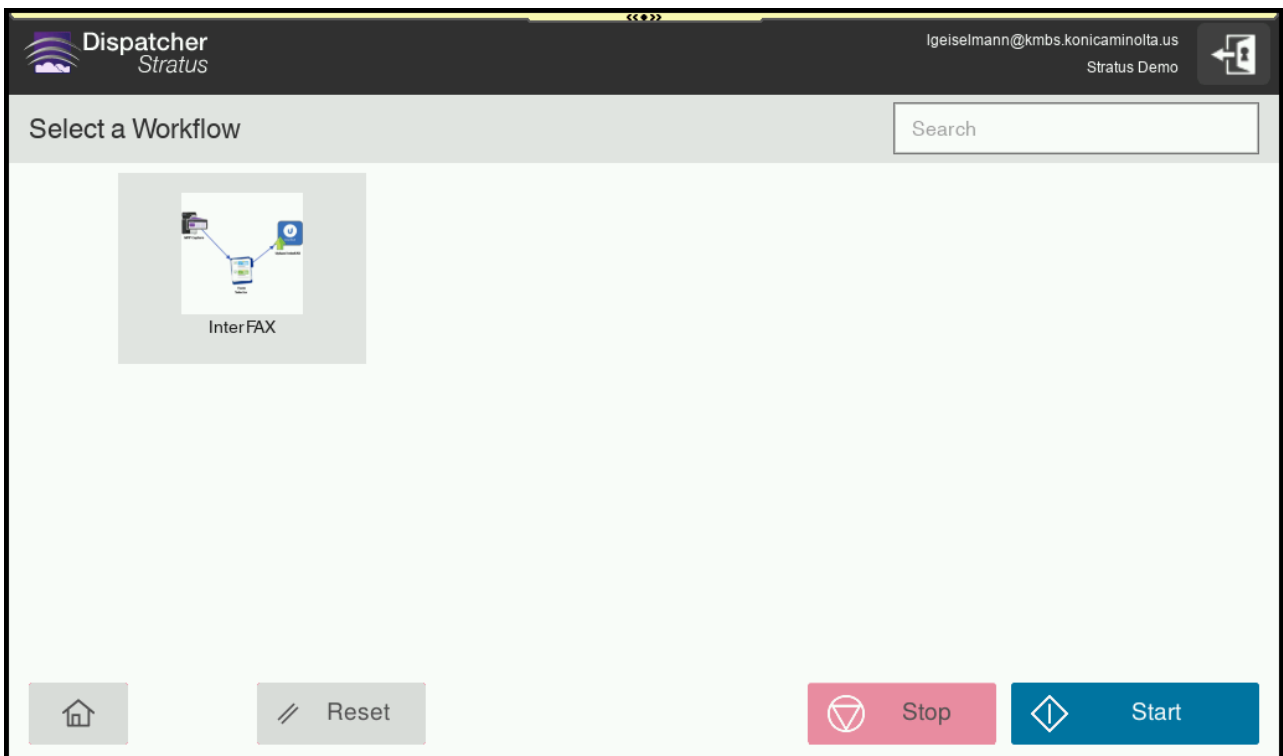 Dispatcher
Stratus
lgeiselmann@kmbs.konicaminolta.us
Stratus Demo
Select a Workflow
Search
InterFAX
Reset
Stop
Start